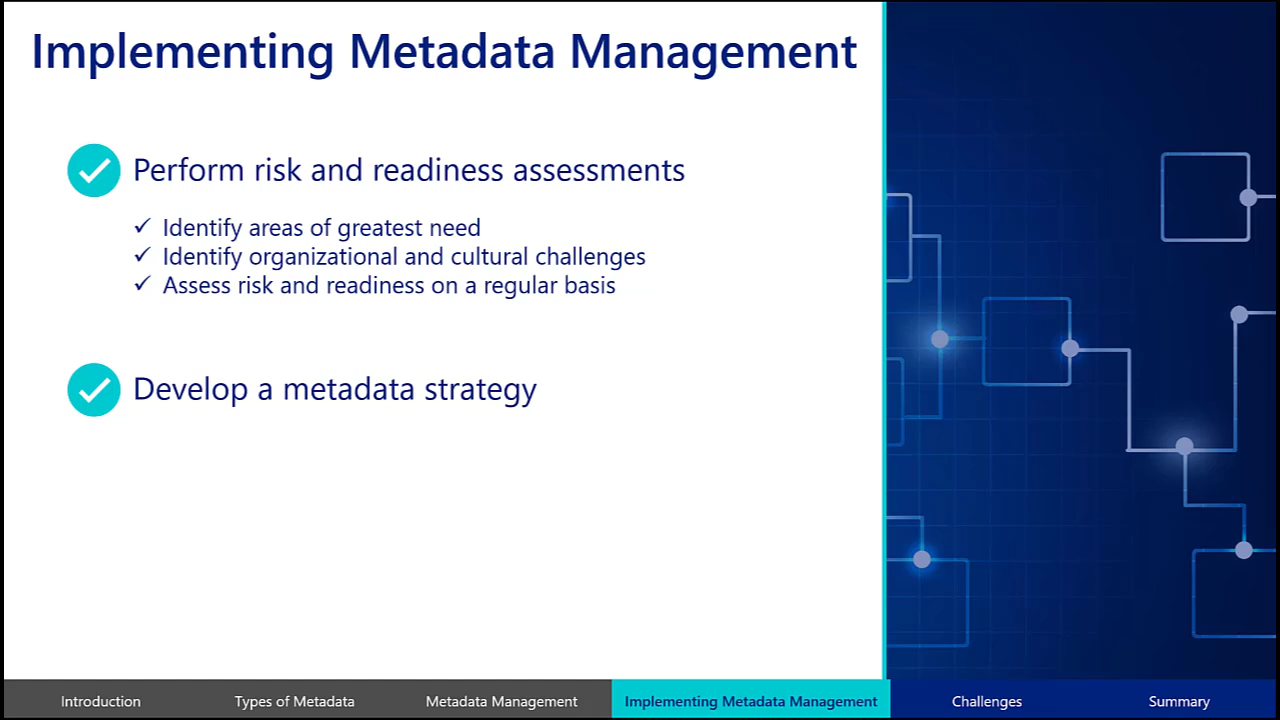 Implementing Metadata Management
Perform risk and readiness assessments
Identify areas of greatest need
Identify organizational and cultural challenges
Assess risk and readiness on a regular basis
Develop a metadata strategy
Introduction
Types of Metadata
Metadata Management
Implementing Metadata Management
Challenges
Summary